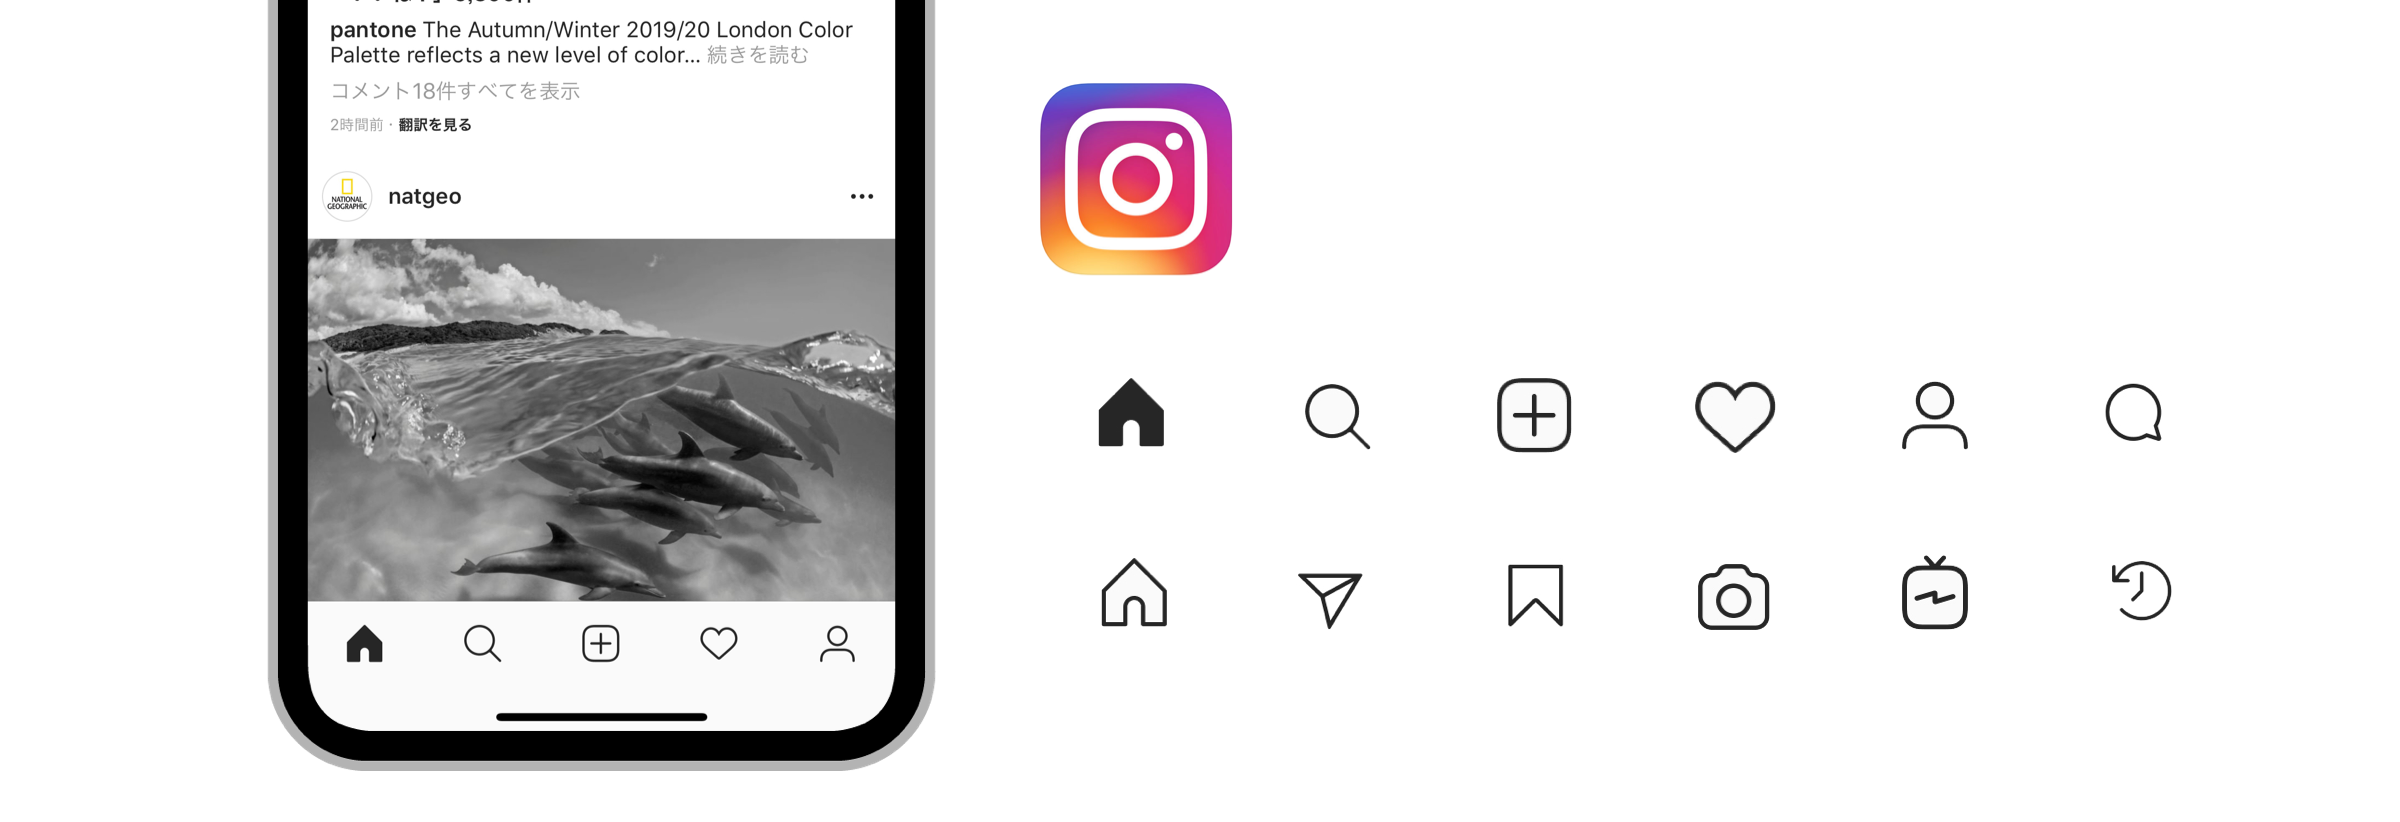 pantone The Autumn/Winter 2019/20 London Color
Palette reflects a new level of color... 続きを読む
コメント18件すべてを表示
2時間前・翻訳を見る
NATIONAL
GEOGRAPHIC
natgeo